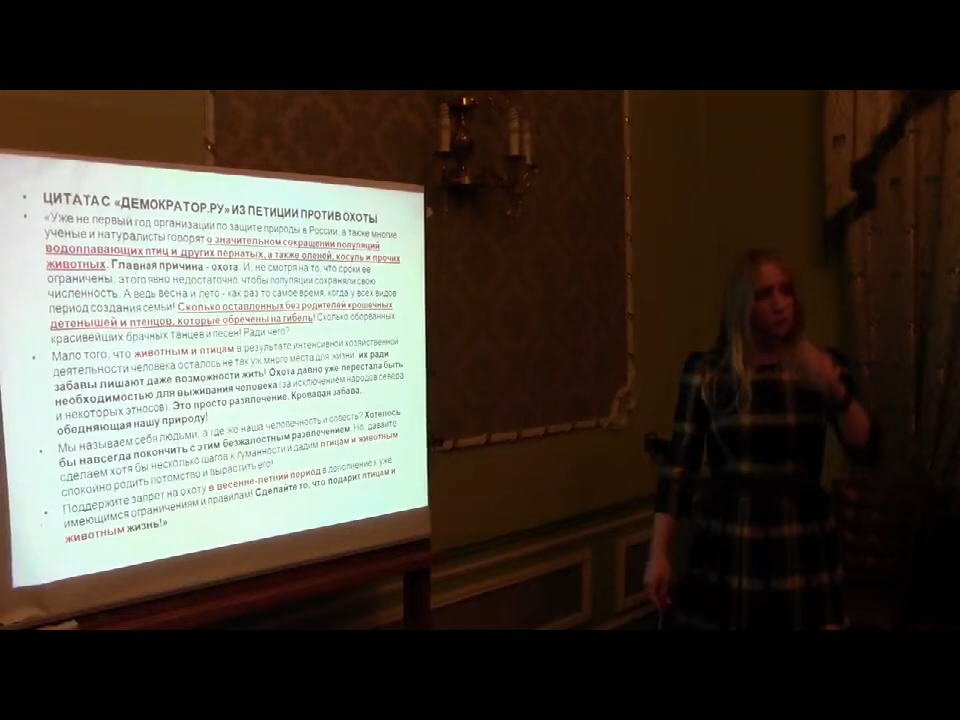 ЦИТАТА С «ДЕМОКРАТОР.РУ» ИЗ ПЕТИЦИИ ПРОТИВ ОХОТЫ
«Уже не первый год организации по защите природы в России, а также многие
ученые и натуралисты говорят о значительном сокращении популяций
водоплавающих птиц и других пернатых, а также оленей, косуль и прочих
животных. Главная причина - охота. И, не смотря на то, что сроки ее
ограничены, этого явно недостаточно, чтобы популяции сохраняли свою
численность. А ведь весна и лето - как раз то самое время, когда у всех видов
период создания семьи! Сколько оставленных без родителей крошечных
детенышей и птенцов, которые обречены на гибель! Сколько оборванных
красивейших брачных танцев и песен! Ради чего?
Мало того, что животным и птицам в результате интенсивной хозяйственной
деятельности человека осталось не так уж много места для жизни, их ради
забавы лишают даже возможности жить! Охота давно уже перестала быть
необходимостью для выживания человека (за исключением народов севера
и некоторых этносов). Это просто развлечение. Кровавая забава,
обедняющая нашу природу!
Мы называем себя людьми, а где же наша человечность и совесть? Хотелось
бы навсегда покончить с этим безжалостным развлечением. Но, давайте
сделаем хотя бы несколько шагов к гуманности и дадим птицам и животным
спокойно родить потомство и вырастить его!
Поддержите запрет на охоту в весенне-летний период в дополнение к уже
имеющимся ограничениям и правилам! Сделайте то, что подарит птицам и
животным жизнь!»